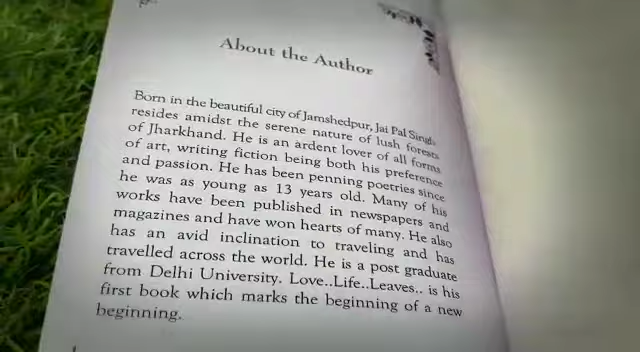 About the Author
Born in the beautiful city of Jamshedpur, Jai Pal Singh
resides amidst the serene nature of lush forests
of Jharkhand. He is an ardent lover of all forms
of art, writing fiction being both his preference
and passion. He has been penning poetries since
he was as young as 13 years old. Many of his
works have been published in newspapers and
magazines and have won hearts of many. He also
has an avid inclination to traveling and has
travelled across the world. He is a post graduate
from Delhi University. Love..Life..Leaves.. is his
first book which marks the beginning of a new
beginning.